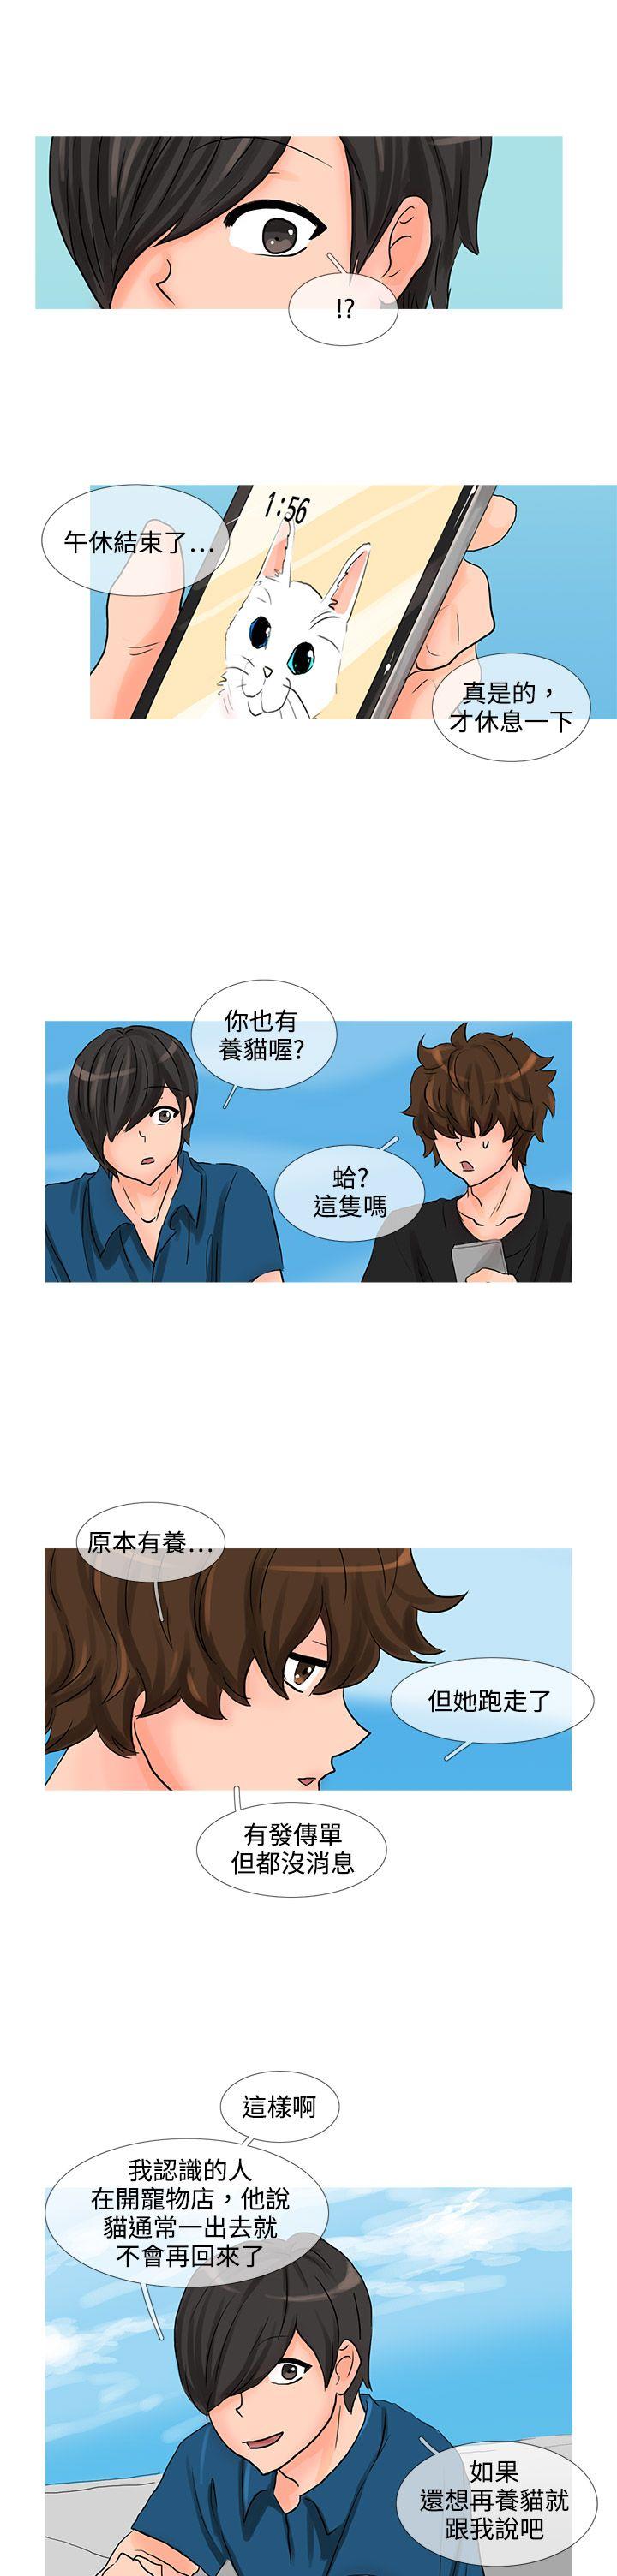 !?
1:56
午休結束了...
真是的，
才休息一下
你也有
養貓喔?
蛤?
這隻嗎
原本有養...
但她跑走了
有發傳單
但都沒消息
這樣啊
我認識的人
在開寵物店，他說
貓通常一出去就
不會再回來了
如果
還想再養貓就
跟我說吧